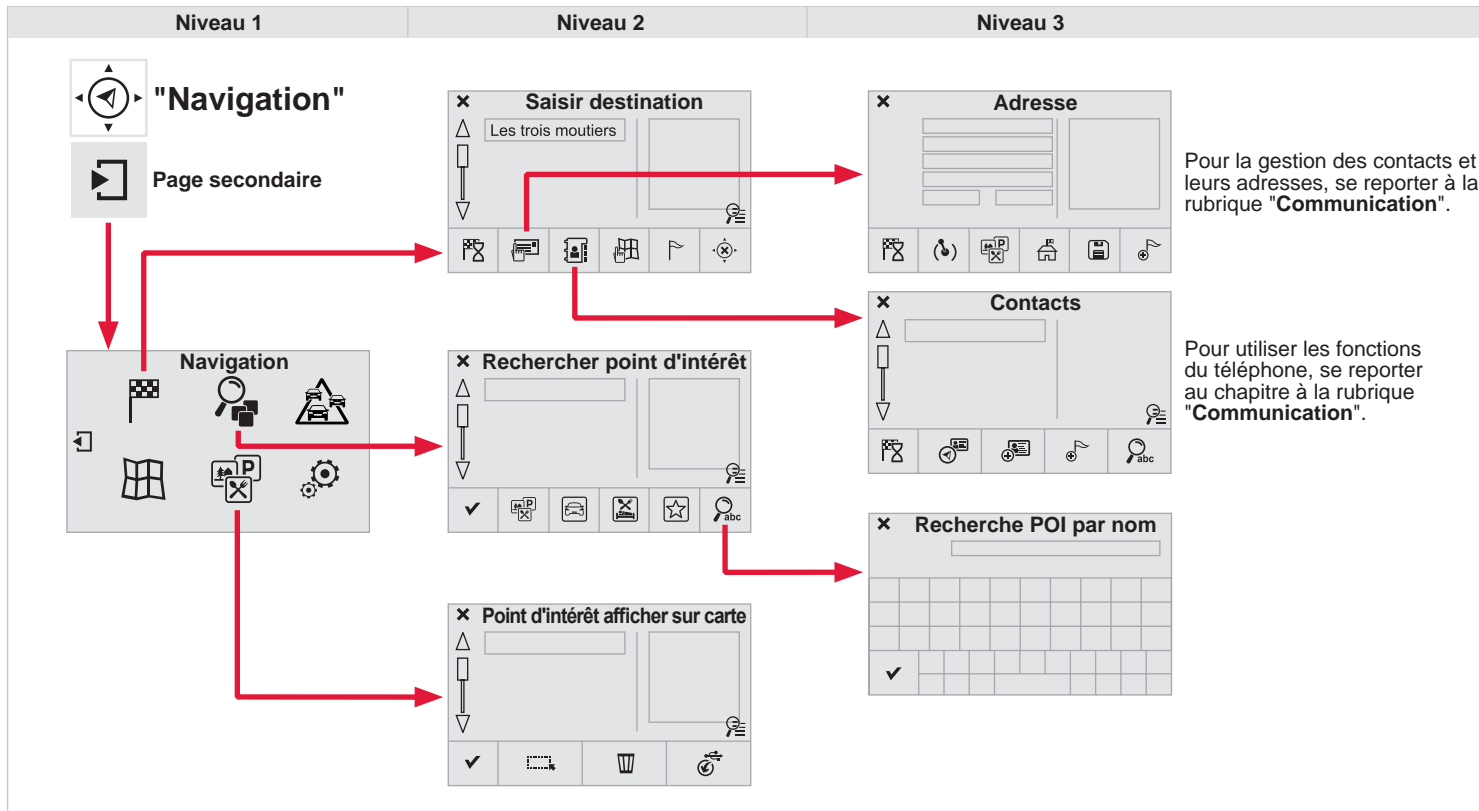 Niveau 1
Niveau 2
Niveau 3
"Navigation"
Page secondaire
Navigation
P
Saisir destination
Les trois moutiers
Rechercher point d'intérêt
P
abc
Point d'intérêt afficher sur carte
Adresse
P
Contacts
abc
Recherche POI par nom
Pour la gestion des contacts et
leurs adresses, se reporter à la
rubrique "Communication".
Pour utiliser les fonctions
du téléphone, se reporter
au chapitre à la rubrique
"Communication".